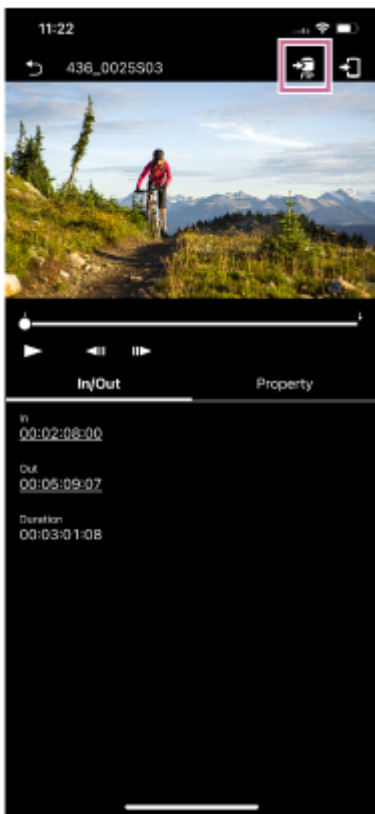 11:22
436_0025S03
FTP
In/Out
Property
In
00:02:08:00
Out
00:05:09:07
Duration
00:03:01:08